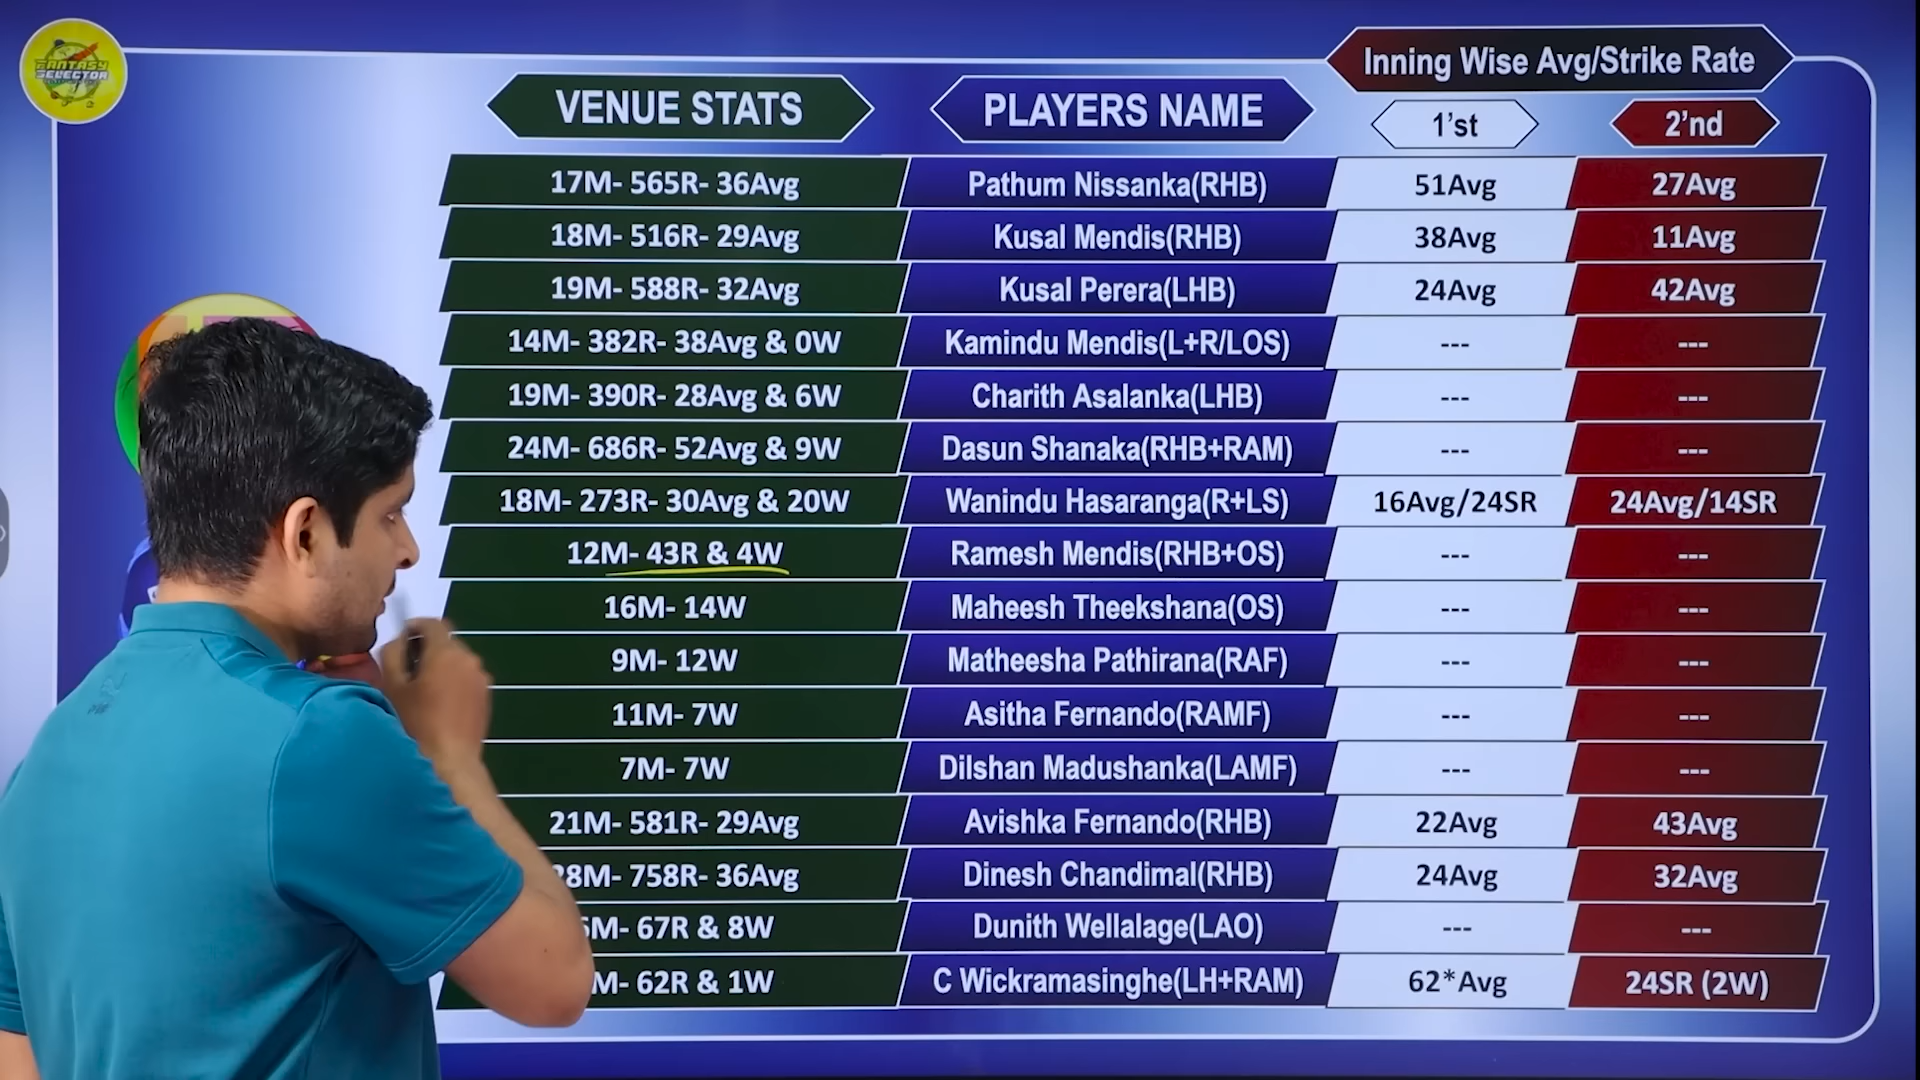 FANTASY
SELECTOR
Inning Wise Avg/Strike Rate
VENUE STATS
PLAYERS NAME
1'st
2'nd
17M- 565R- 36Avg
Pathum Nissanka(RHB)
51Avg
27Avg
18M- 516R- 29Avg
Kusal Mendis(RHB)
38Avg
11Avg
19M- 588R- 32Avg
Kusal Perera(LHB)
24Avg
42Avg
14M- 382R- 38Avg & 0W
Kamindu Mendis(L+R/LOS)
---
---
19M- 390R- 28Avg & 6W
Charith Asalanka(LHB)
---
---
24M- 686R- 52Avg & 9W
Dasun Shanaka(RHB+RAM)
---
---
18M- 273R- 30Avg & 20W
Wanindu Hasaranga(R+LS)
16Avg/24SR
24Avg/14SR
12M- 43R & 4W
Ramesh Mendis(RHB+OS)
---
---
16M- 14W
Maheesh Theekshana(OS)
---
---
9M- 12W
Matheesha Pathirana(RAF)
---
---
11M- 7W
Asitha Fernando(RAMF)
---
---
7M- 7W
Dilshan Madushanka(LAMF)
---
---
21M- 581R- 29Avg
Avishka Fernando(RHB)
22Avg
43Avg
758R- 36Avg
Dinesh Chandimal(RHB)
24Avg
32Avg
67R & 8W
Dunith Wellalage(LAO)
---
---
62R & 1W
C Wickramasinghe(LH+RAM)
62*Avg
24SR (2W)